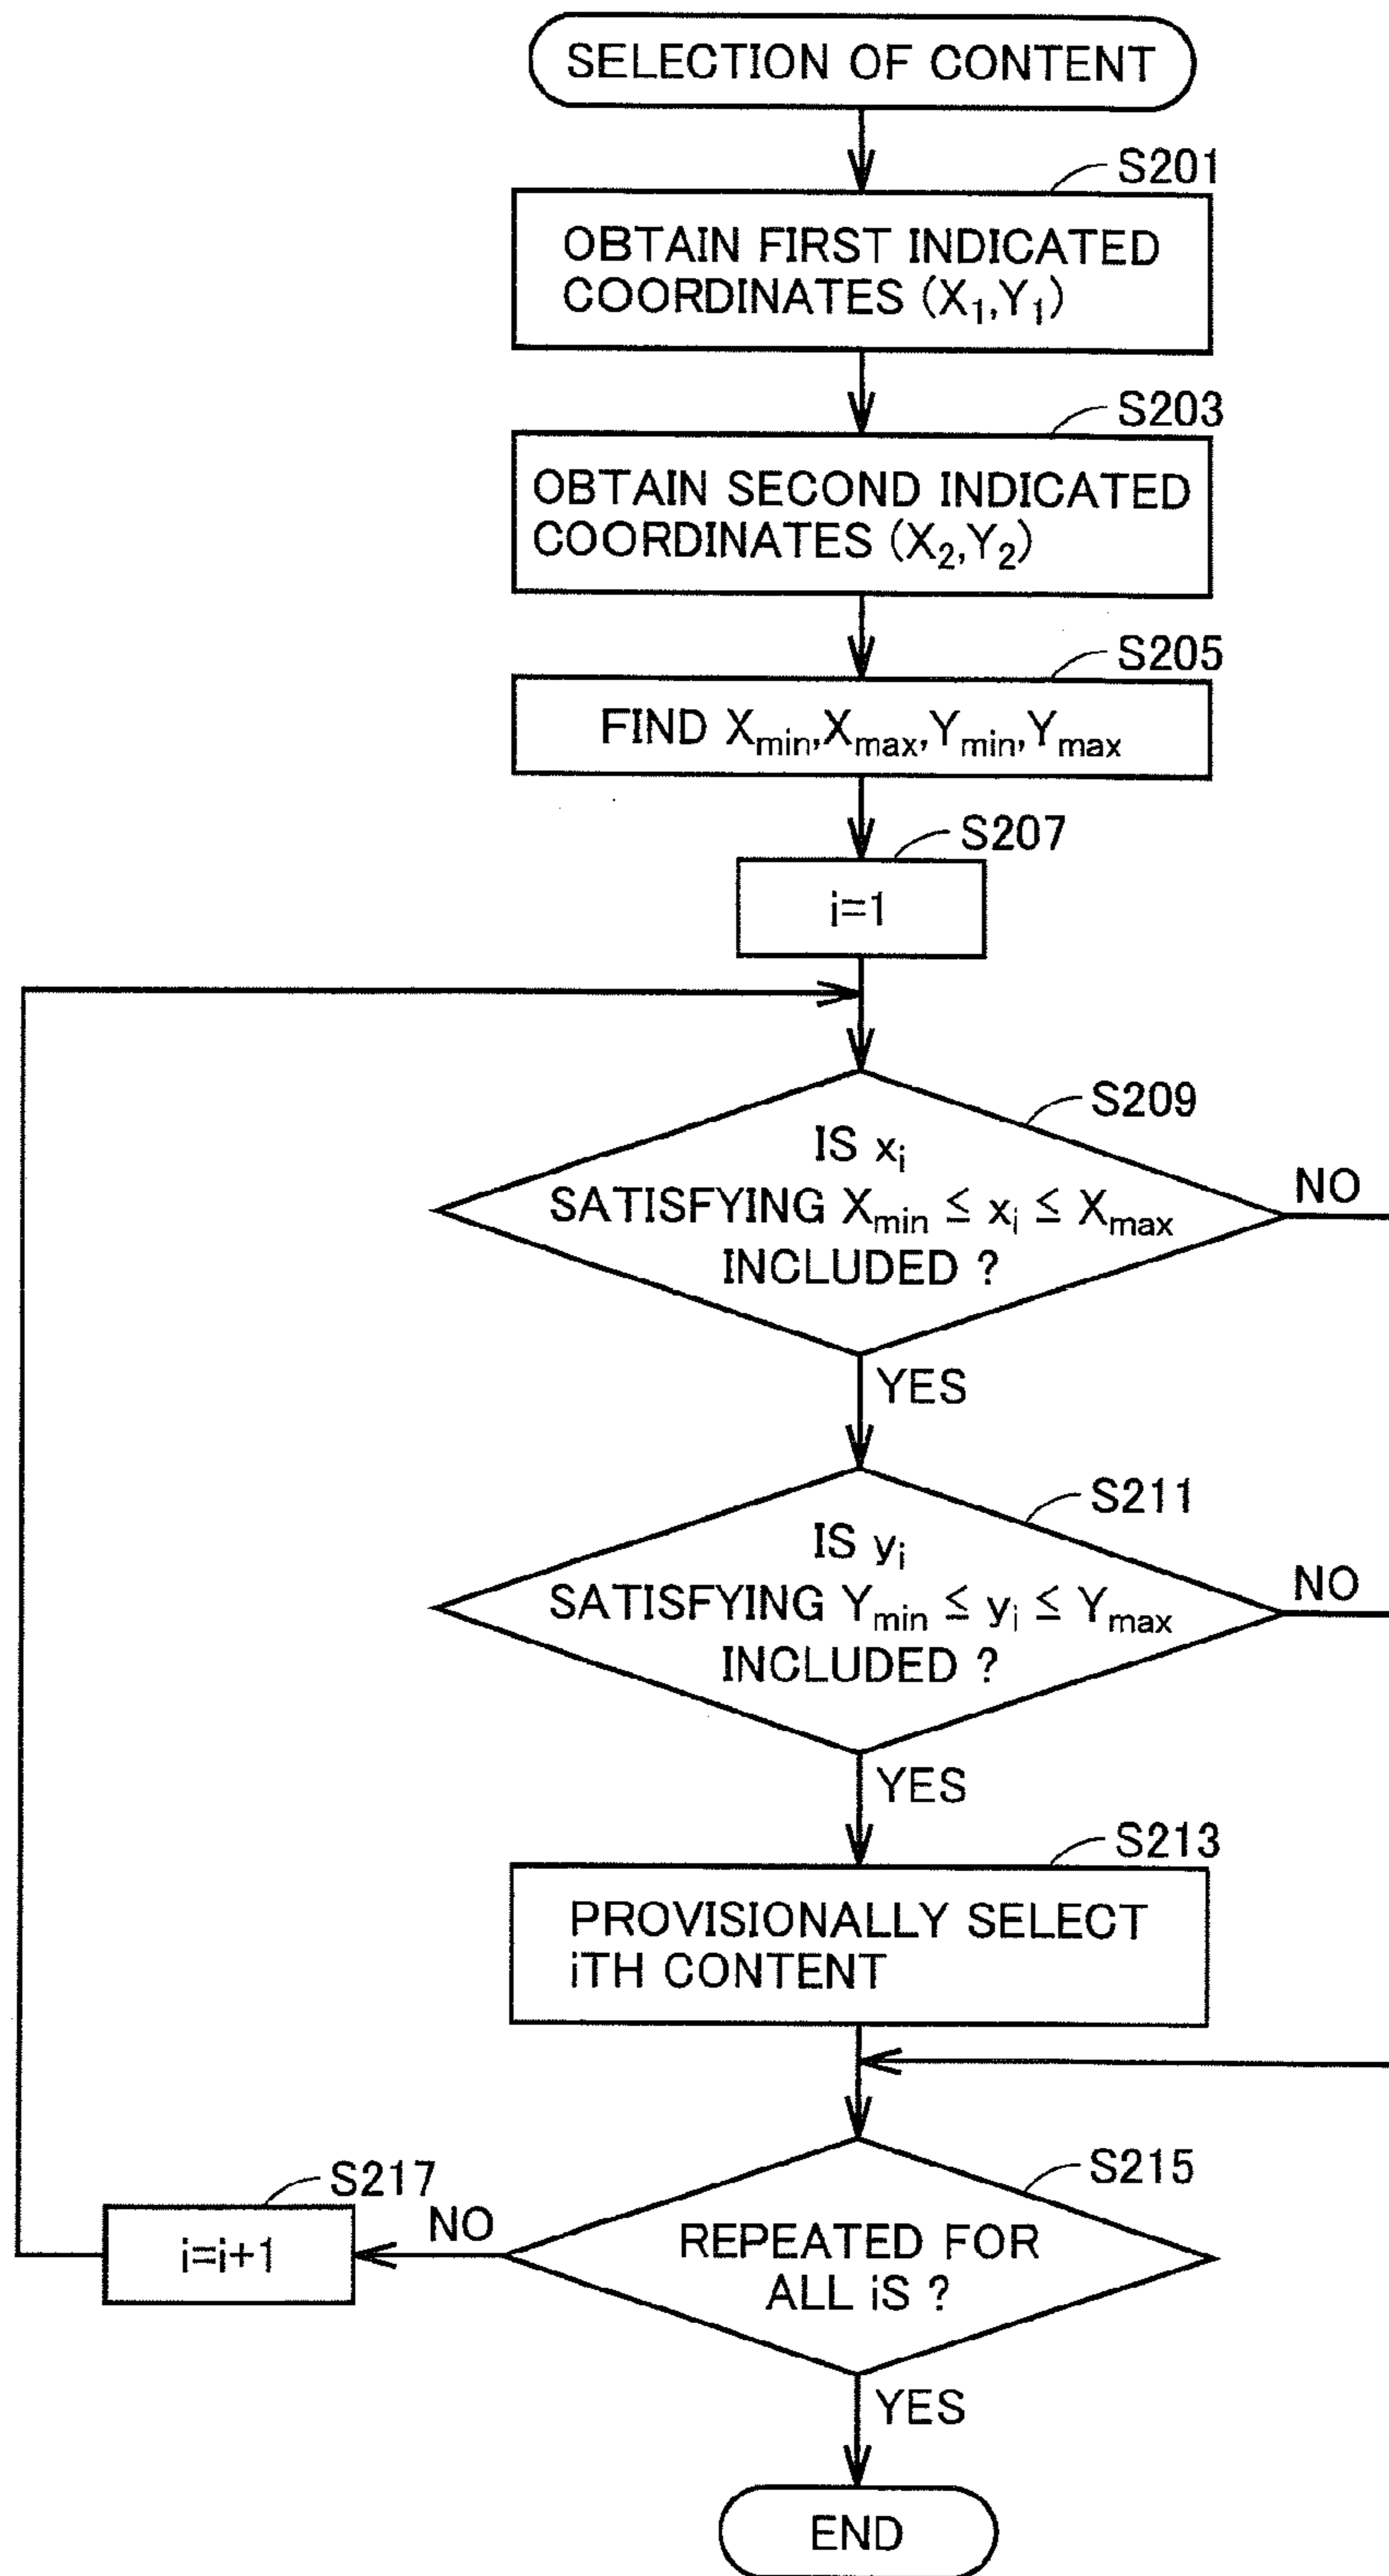 SELECTION OF CONTENT
S201
OBTAIN FIRST INDICATED
COORDINATES (X₁,Y₁)
S203
OBTAIN SECOND INDICATED
COORDINATES (X₂,Y₂)
S205
FIND Xmin,Xmax,Ymin,Ymax
S207
i=1
S209
IS xi
SATISFYING Xmin ≤ xi ≤ Xmax
INCLUDED ?
NO
YES
S211
IS yi
SATISFYING Ymin ≤ yi ≤ Ymax
INCLUDED ?
NO
YES
S213
PROVISIONALLY SELECT
iTH CONTENT
S215
REPEATED FOR
ALL iS ?
NO
S217
i=i+1
YES
END